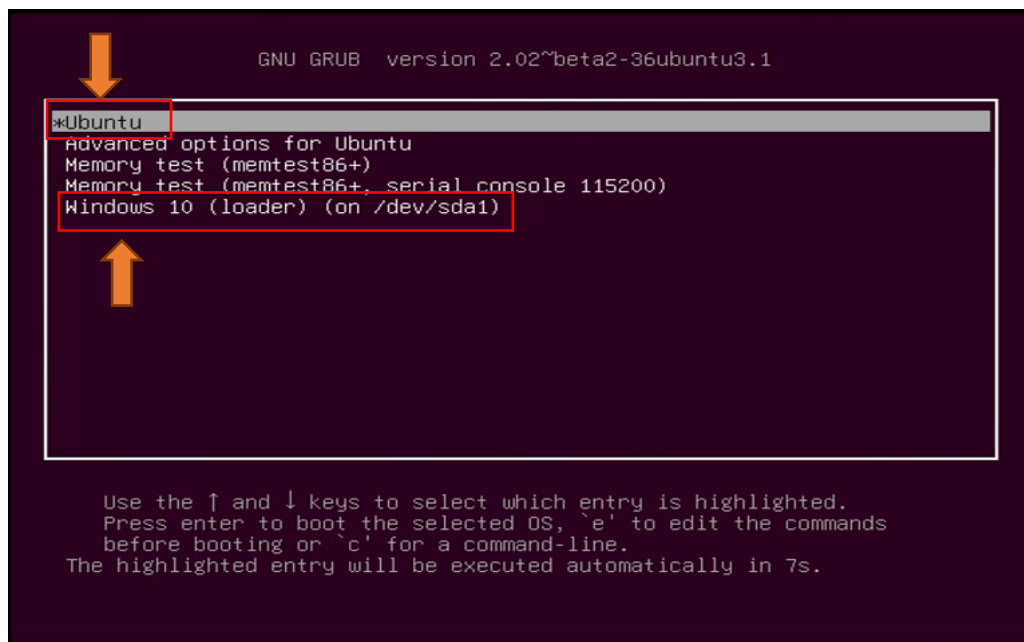 GNU GRUB  version 2.02~beta2-36ubuntu3.1
*Ubuntu
Advanced options for Ubuntu
Memory test (memtest86+)
Memory test (memtest86+, serial console 115200)
Windows 10 (loader) (on /dev/sda1)
Use the ↑ and ↓ keys to select which entry is highlighted.
Press enter to boot the selected OS, `e' to edit the commands
before booting or `c' for a command-line.
The highlighted entry will be executed automatically in 7s.